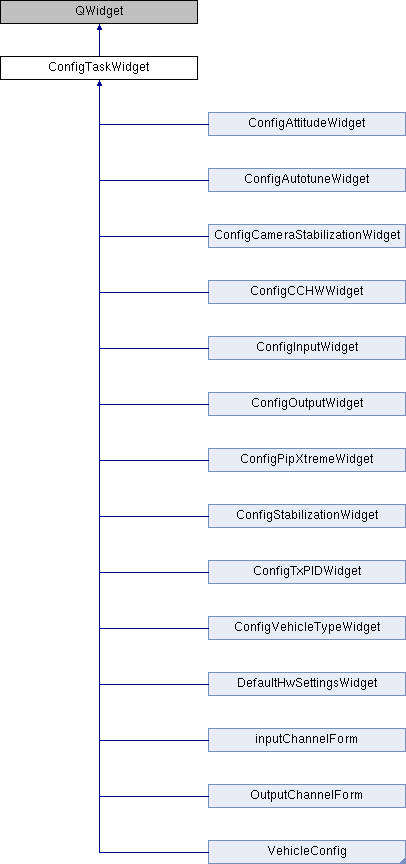 QWidget
ConfigTaskWidget
ConfigAttitudeWidget
ConfigAutotuneWidget
ConfigCameraStabilizationWidget
ConfigCCHWWidget
ConfigInputWidget
ConfigOutputWidget
ConfigPipXtremeWidget
ConfigStabilizationWidget
ConfigTxPIDWidget
ConfigVehicleTypeWidget
DefaultHwSettingsWidget
inputChannelForm
OutputChannelForm
VehicleConfig